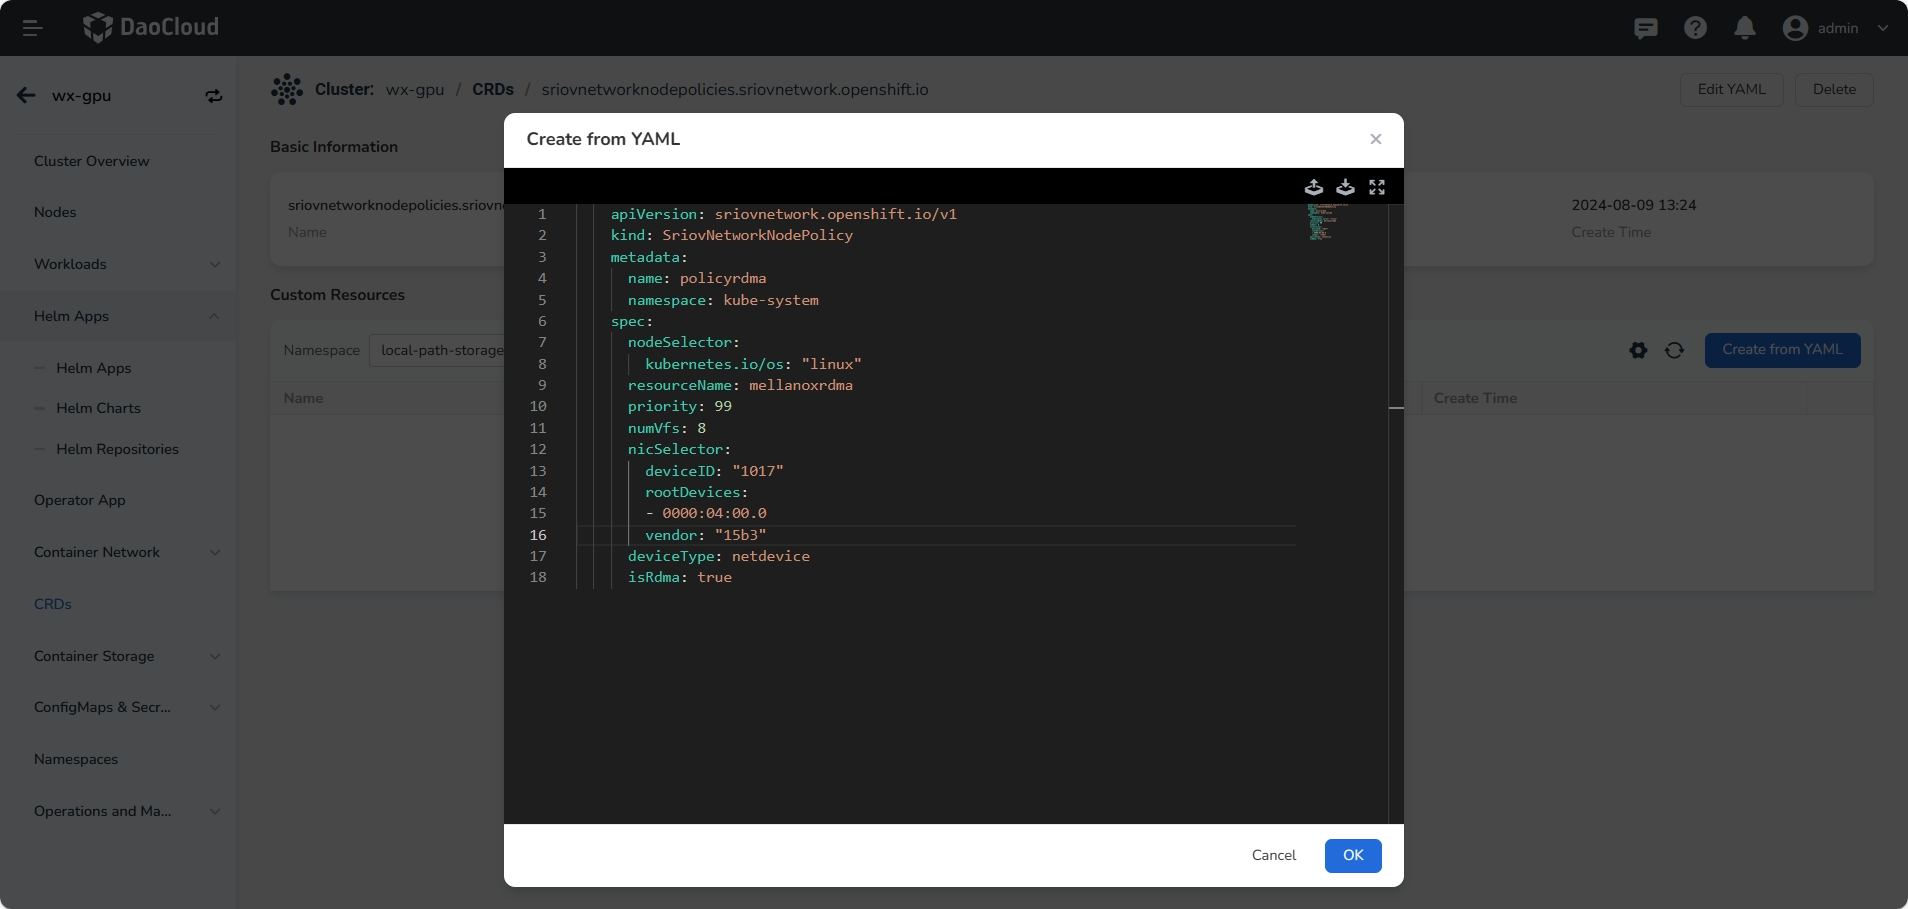 DaoCloud
admin
wx-gpu
Cluster: wx-gpu / CRDs / sriovnetworknodepolicies.sriovnetwork.openshift.io
Edit YAML
Delete
Cluster Overview
Nodes
Workloads
Helm Apps
Helm Apps
Helm Charts
Helm Repositories
Operator App
Container Network
CRDs
Container Storage
ConfigMaps & Secr...
Namespaces
Operations and Ma...
Basic Information
sriovnetworknodepolicies.sriovn
Name
2024-08-09 13:24
Create Time
Custom Resources
Namespace
local-path-storage
Create from YAML
Name
Create Time
Create from YAML
1 apiVersion: sriovnetwork.openshift.io/v1
2 kind: SriovNetworkNodePolicy
3 metadata:
4 name: policyrdma
5 namespace: kube-system
6 spec:
7 nodeSelector:
8 kubernetes.io/os: "linux"
9 resourceName: mellanoxrdma
10 priority: 99
11 numVfs: 8
12 nicSelector:
13 deviceID: "1017"
14 rootDevices:
15 - 0000:04:00.0
16 vendor: "15b3"
17 deviceType: netdevice
18 isRdma: true
Cancel
OK